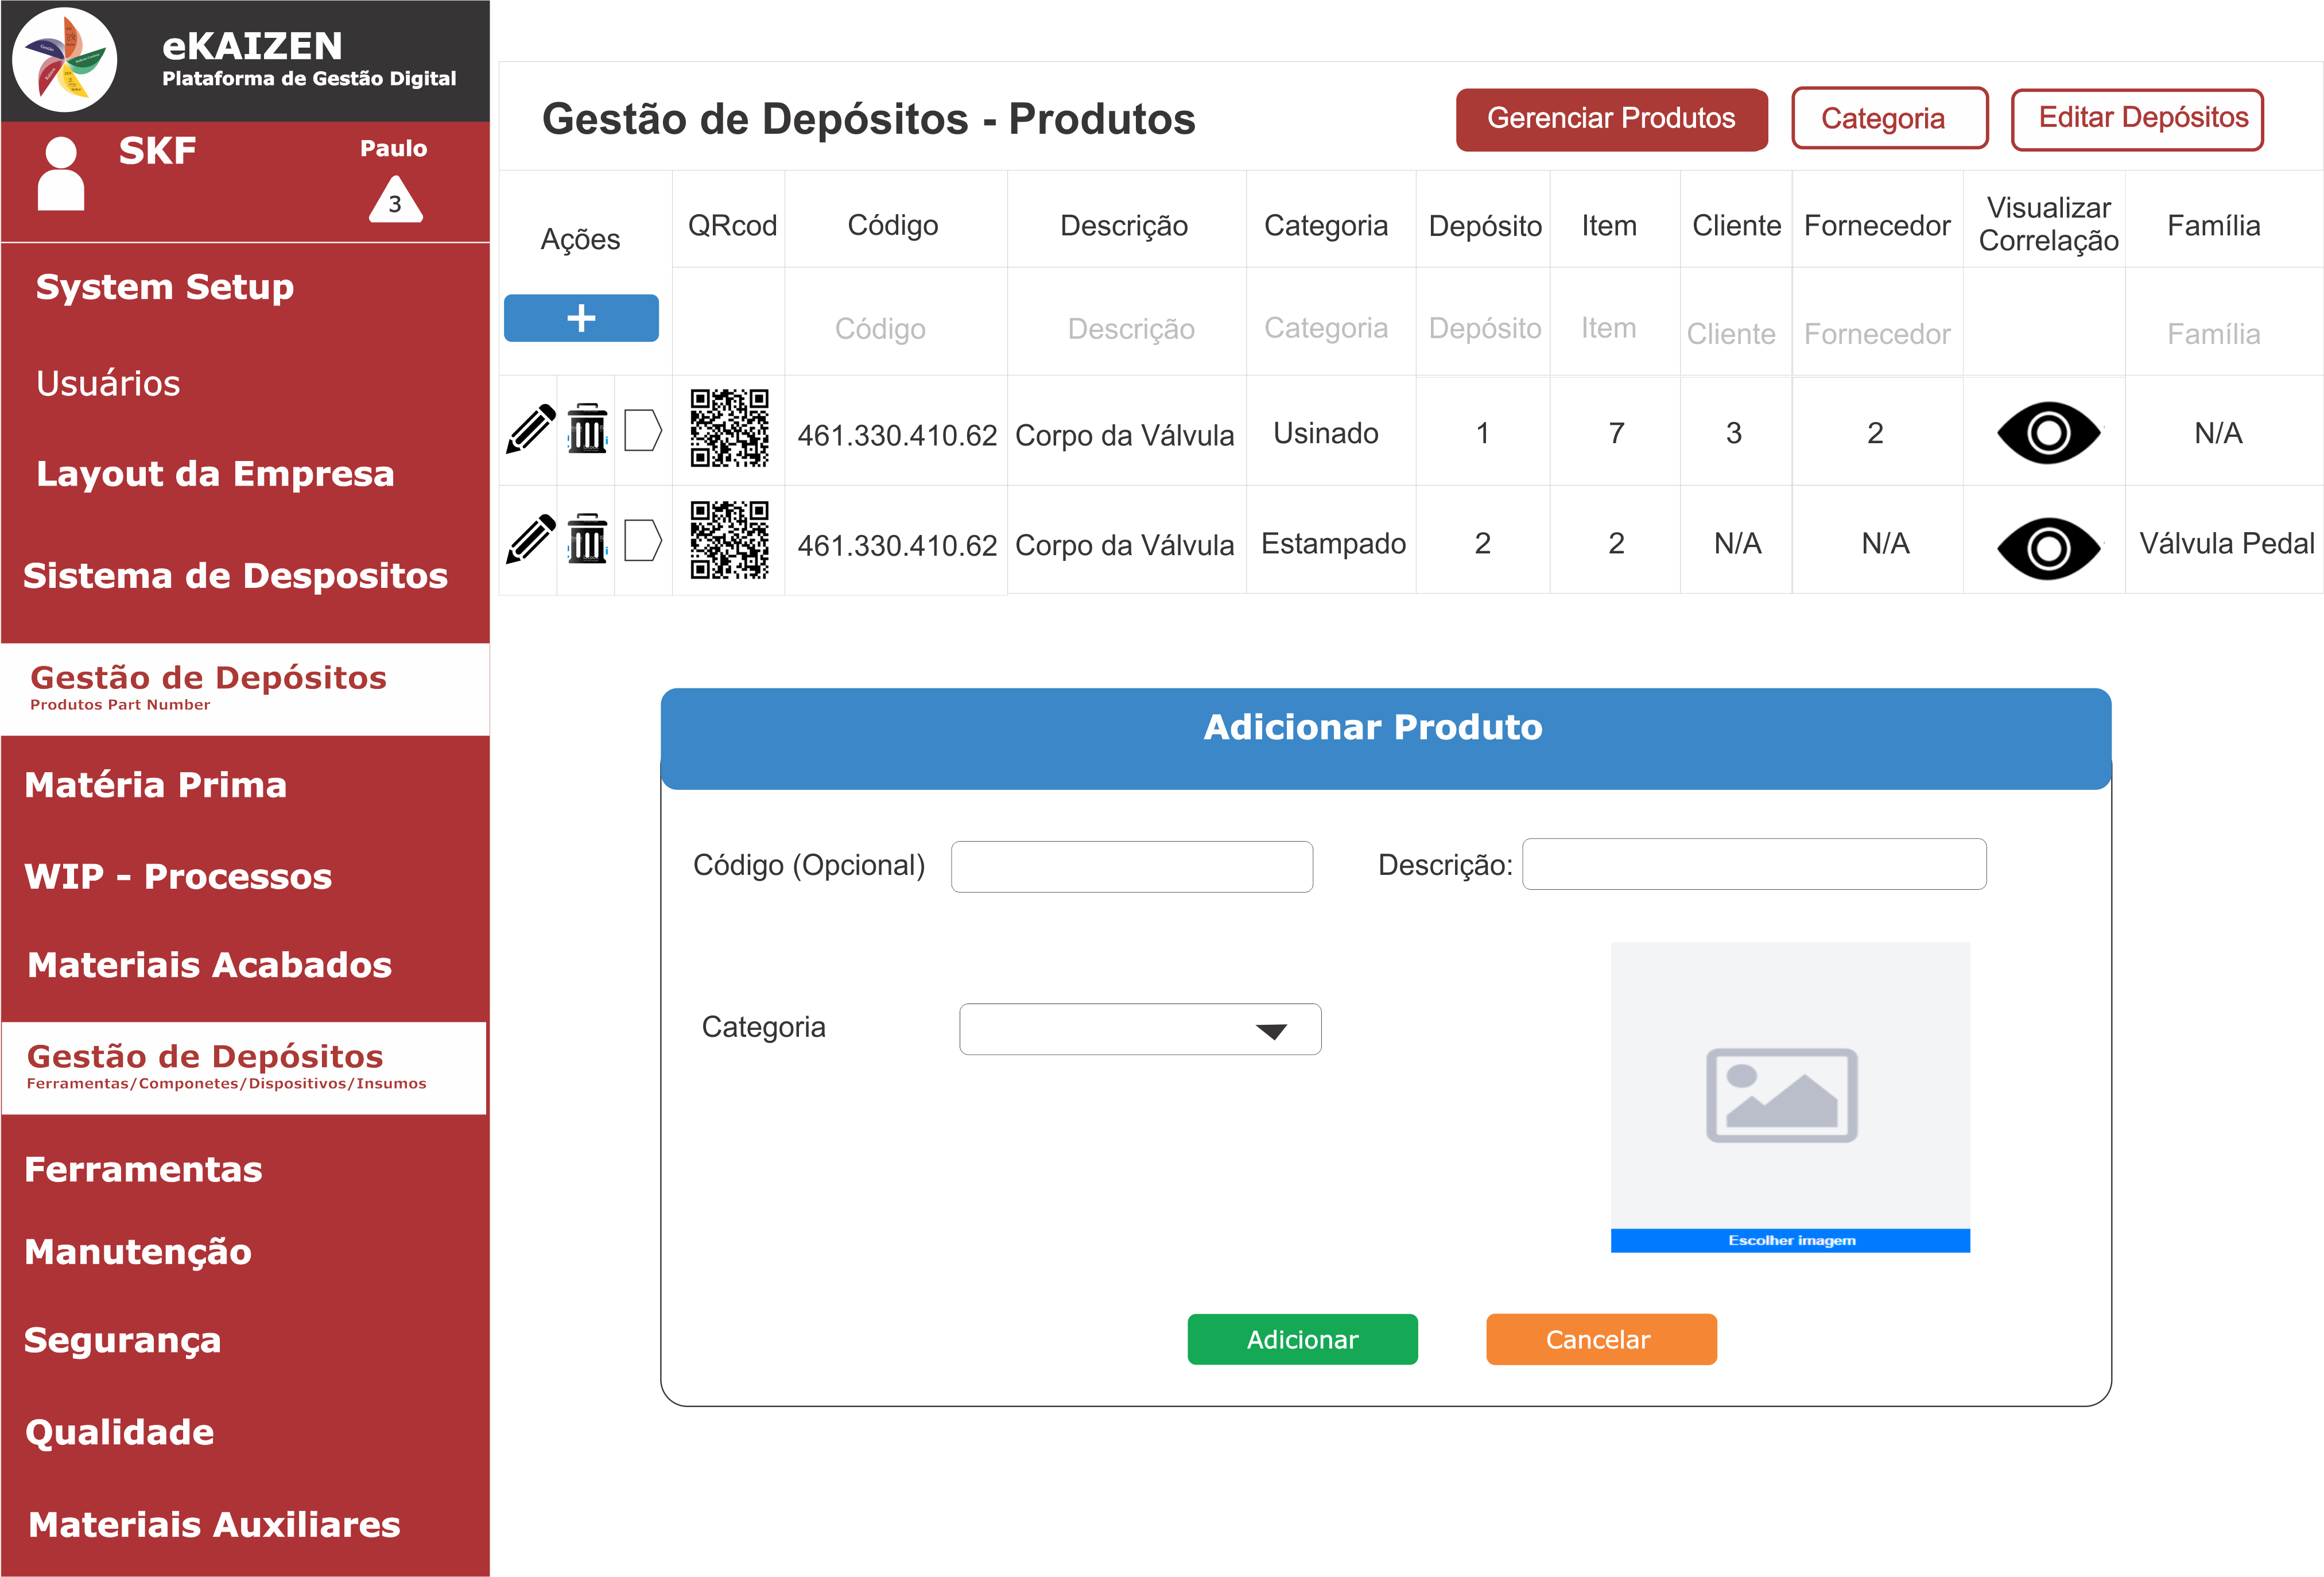 eKAIZEN
Plataforma de Gestão Digital
SKF
Paulo
3
System Setup
Usuários
Layout da Empresa
Sistema de Despositos
Gestão de Depósitos
Produtos Part Number
Matéria Prima
WIP - Processos
Materiais Acabados
Gestão de Depósitos
Ferramentas/Componetes/Dispositivos/Insumos
Ferramentas
Manutenção
Segurança
Qualidade
Materiais Auxiliares
Gestão de Depósitos - Produtos
Gerenciar Produtos
Categoria
Editar Depósitos
Ações QRcod Código Descrição Categoria Depósito Item Cliente Fornecedor Visualizar Correlação Família
+ Código Descrição Categoria Depósito Item Cliente Fornecedor Família
461.330.410.62 Corpo da Válvula Usinado 1 7 3 2 N/A
461.330.410.62 Corpo da Válvula Estampado 2 2 N/A N/A Válvula Pedal
Adicionar Produto
Código (Opcional)
Descrição:
Categoria
Escolher imagem
Adicionar
Cancelar